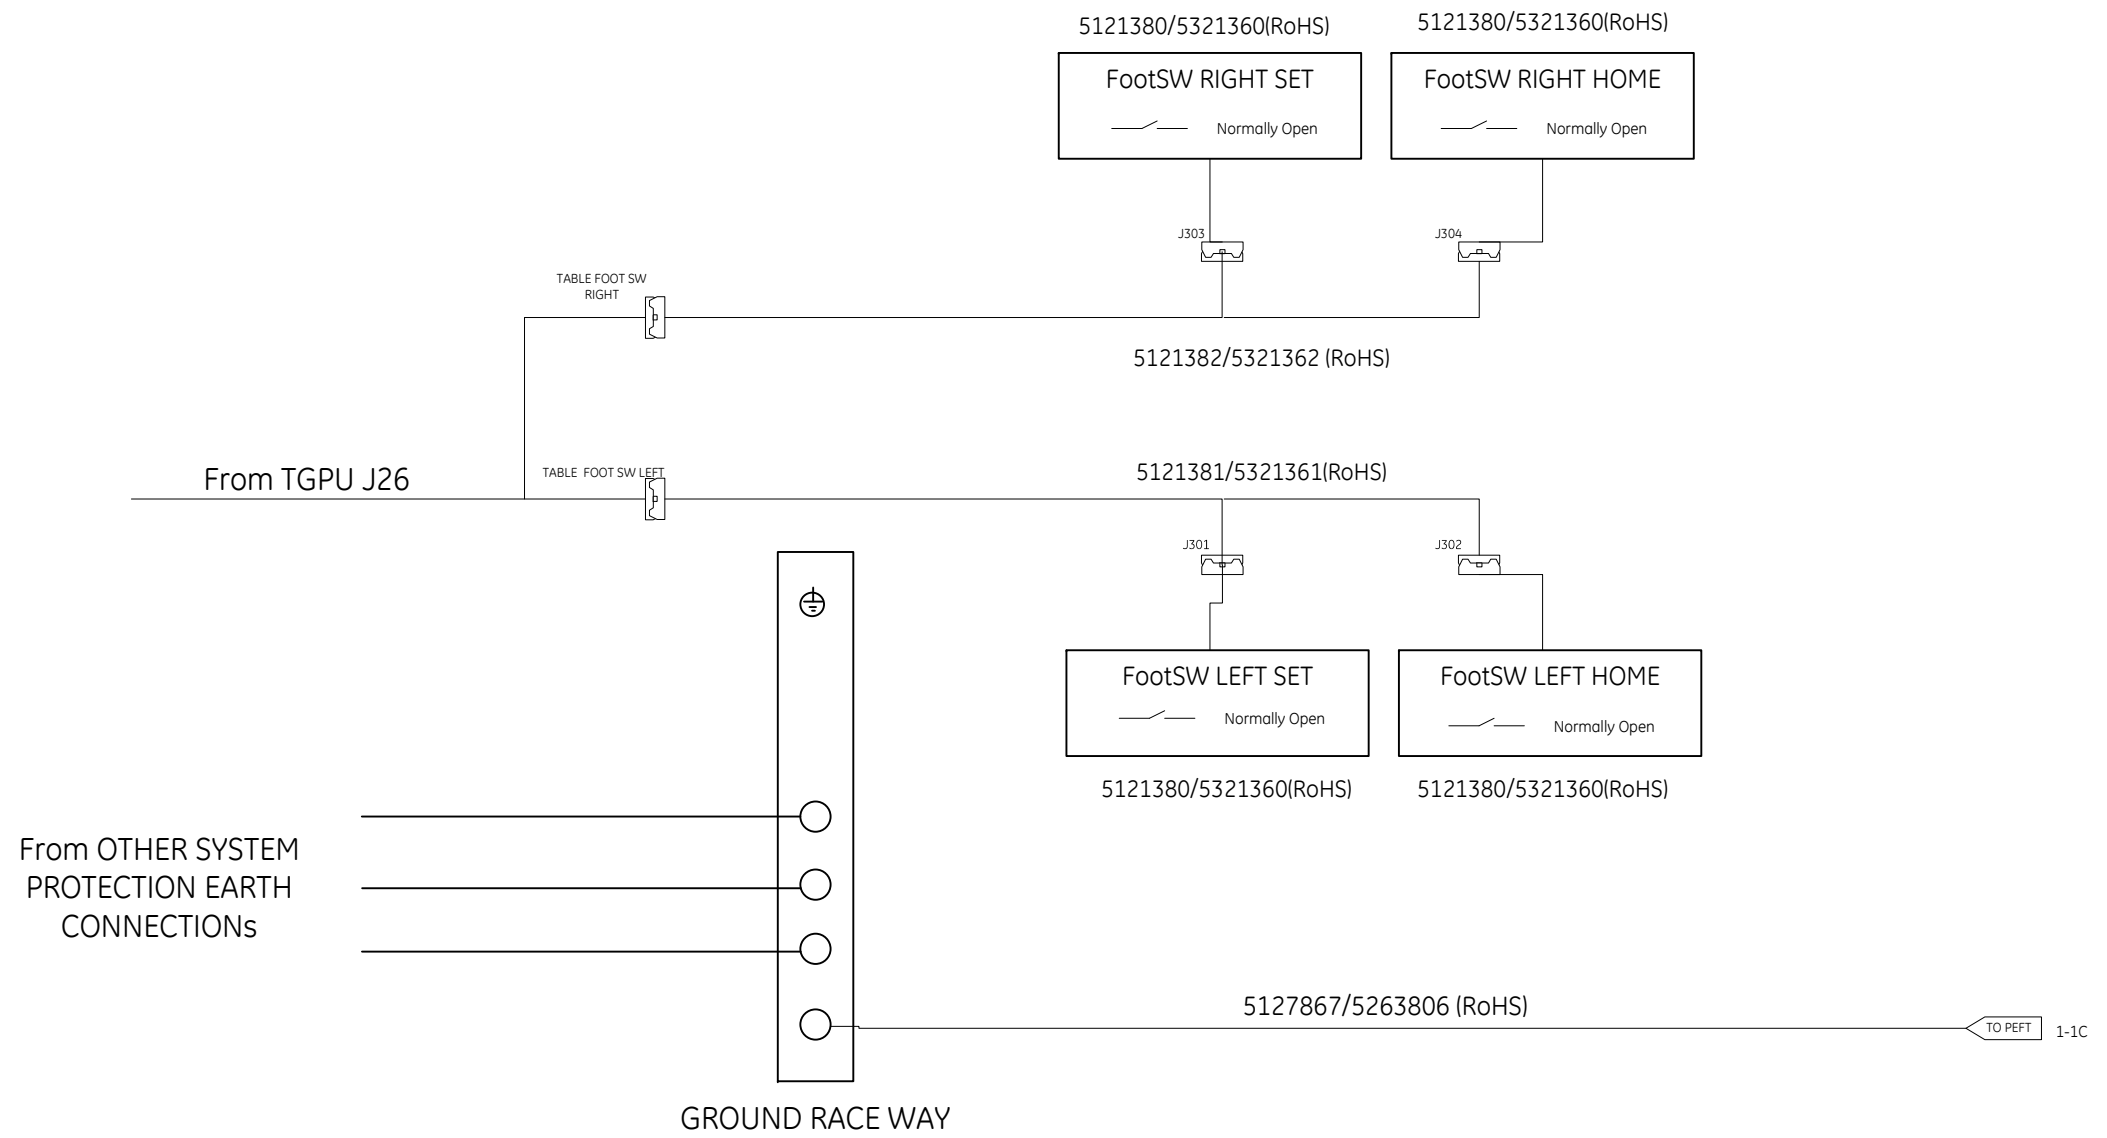 5121380/5321360(RoHS)
5121380/5321360(RoHS)
FootSW RIGHT SET
Normally Open
FootSW RIGHT HOME
Normally Open
J303
J304
TABLE FOOT SW
RIGHT
5121382/5321362 (RoHS)
From TGPU J26
TABLE  FOOT SW LEFT
5121381/5321361(RoHS)
J301
J302
FootSW LEFT SET
Normally Open
FootSW LEFT HOME
Normally Open
5121380/5321360(RoHS)
5121380/5321360(RoHS)
From OTHER SYSTEM
PROTECTION EARTH
CONNECTIONs
5127867/5263806 (RoHS)
TO PEFT
1-1C
GROUND RACE WAY